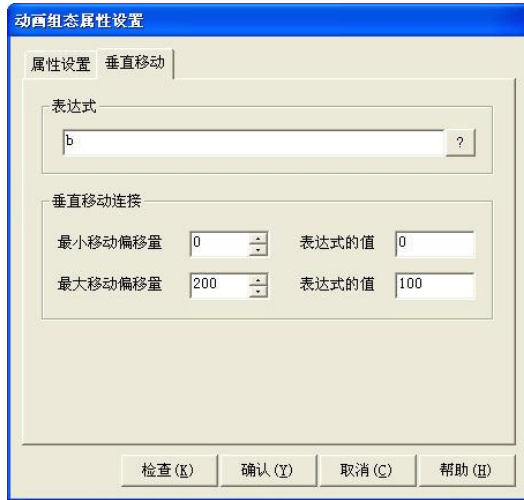 动画组态属性设置
属性设置 垂直移动
表达式
b ?
垂直移动连接
最小移动偏移量 0 表达式的值 0
最大移动偏移量 200 表达式的值 100
检查(K) 确认(Y) 取消(C) 帮助(H)